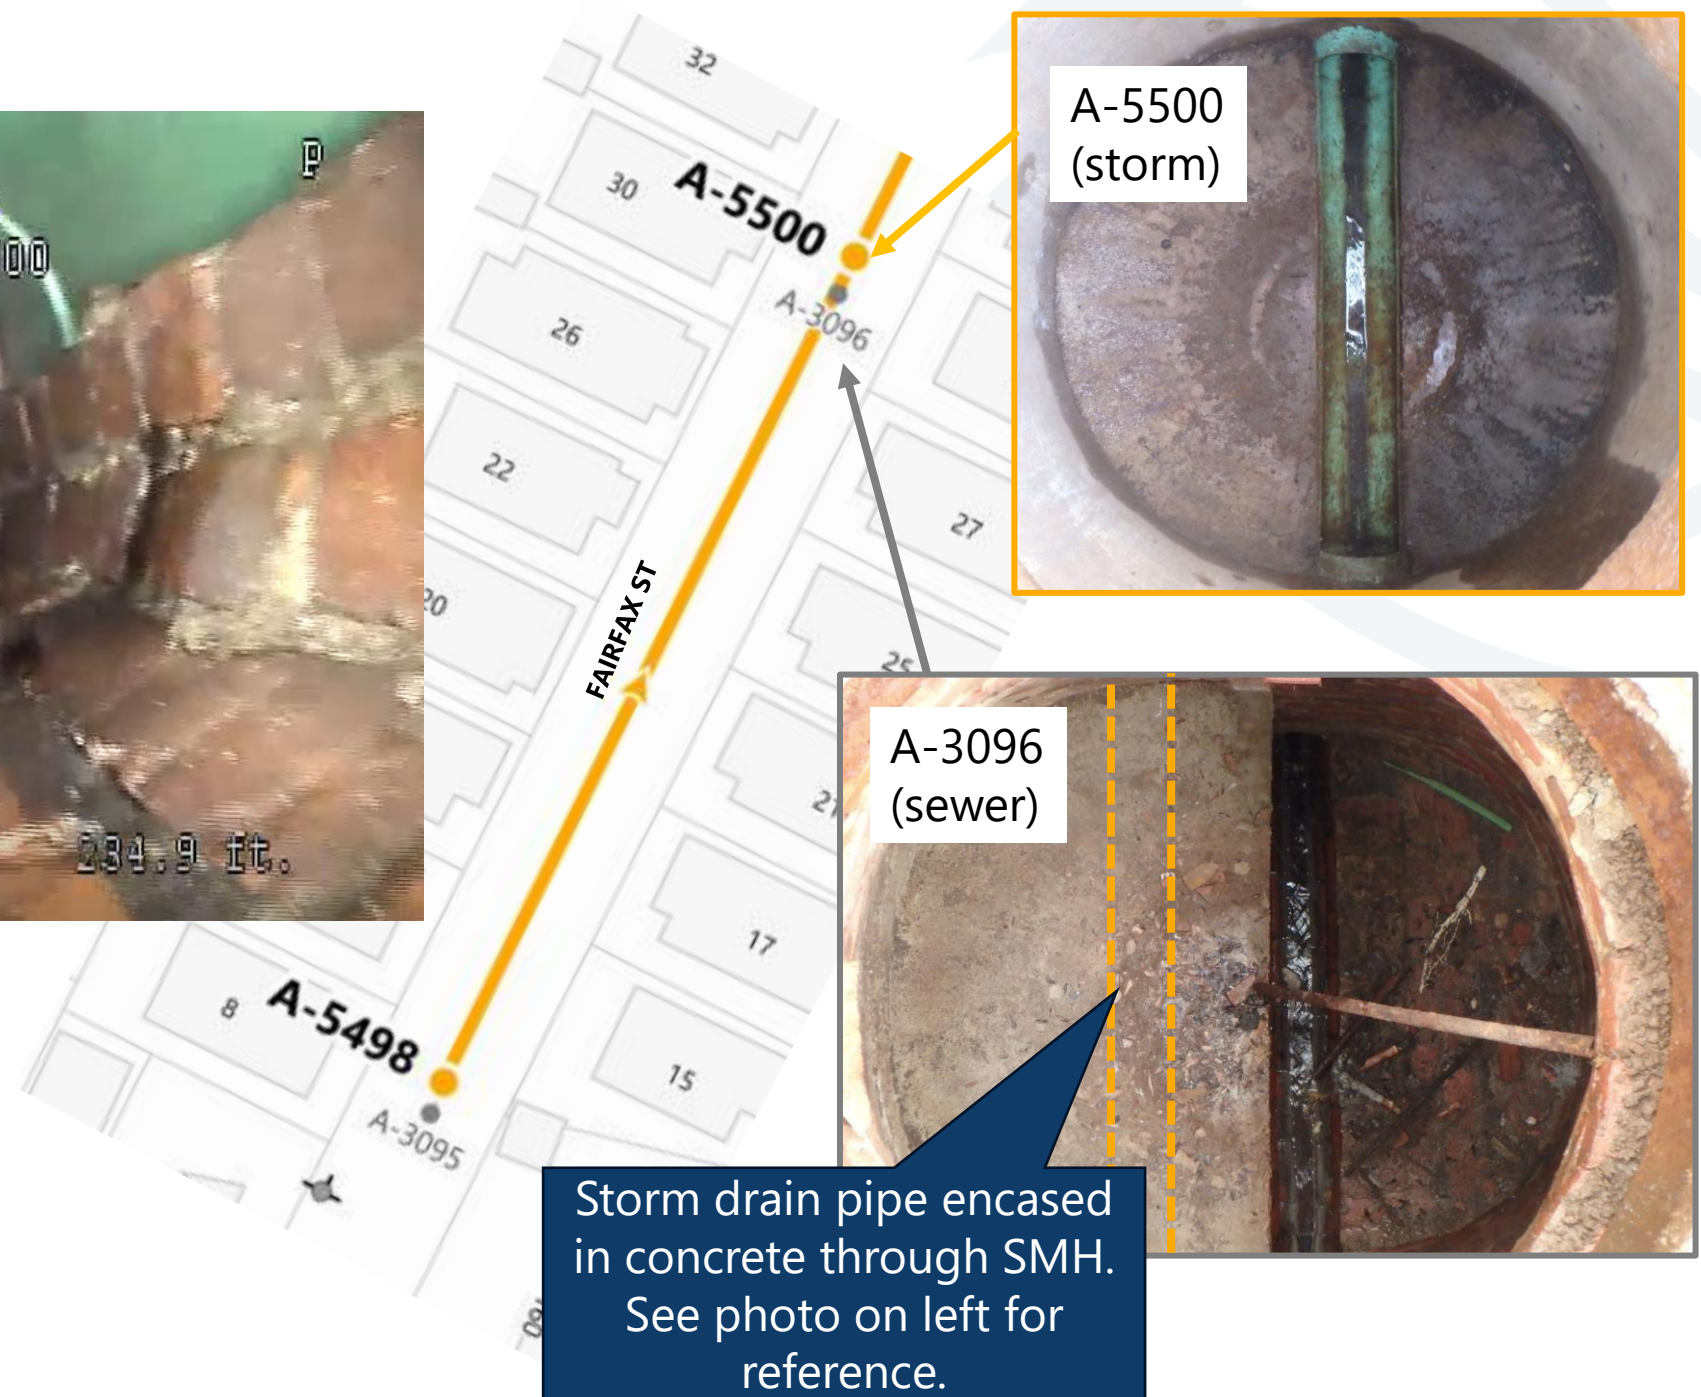 32
A-5500
(storm)
P
30
A-5500
00
A-3096
26
22
27
20
FAIRFAX ST
25
A-3096
(sewer)
21
234.9 ft.
17
8
A-5498
15
A-3095
Storm drain pipe encased
in concrete through SMH.
See photo on left for
reference.